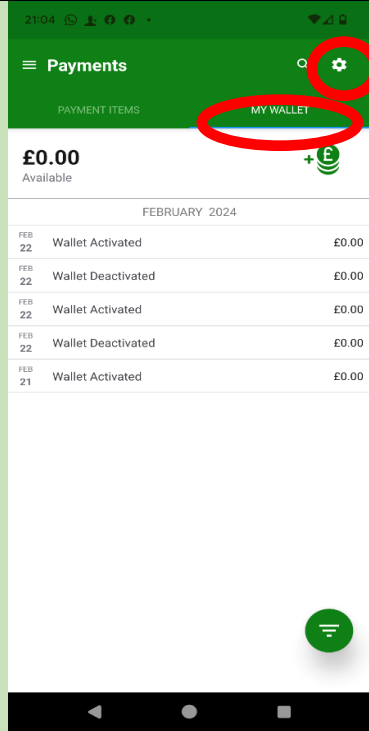 21:04
Payments
PAYMENT ITEMS MY WALLET
£0.00 + £
Available
FEBRUARY 2024
FEB
22 Wallet Activated £0.00
FEB
22 Wallet Deactivated £0.00
FEB
22 Wallet Activated £0.00
FEB
22 Wallet Deactivated £0.00
FEB
21 Wallet Activated £0.00